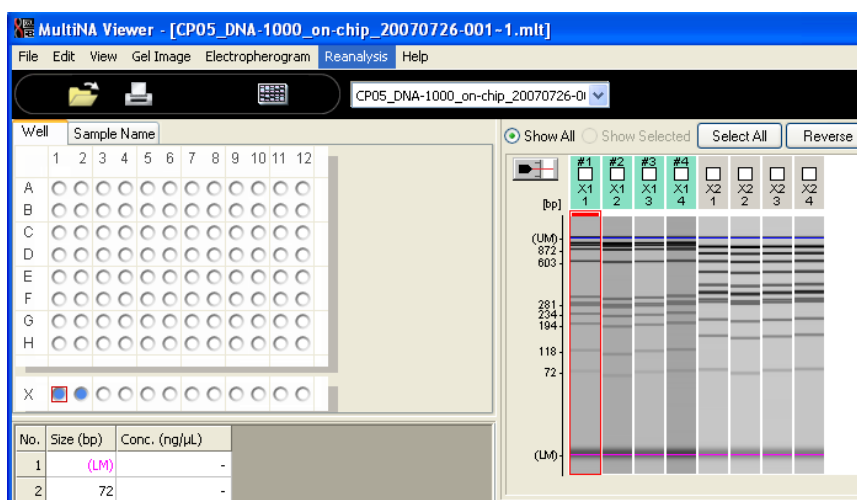 MultiNA Viewer - [CP05_DNA-1000_on-chip_20070726-001~1.mlt]
File Edit View Gel Image Electropherogram Reanalysis Help
CP05_DNA-1000_on-chip_20070726-0
Well Sample Name
1 2 3 4 5 6 7 8 9 10 11 12
A
B
C
D
E
F
G
H
X
No. Size (bp) Conc. (ng/µL)
1 (LM) -
2 72 -
Show All Show Selected Select All Reverse
#1 #2 #3 #4
X1 X1 X1 X1 X2 X2 X2 X2
1 2 3 4 1 2 3 4
[bp]
(UM)
872
603
281
234
194
118
72
(LM)